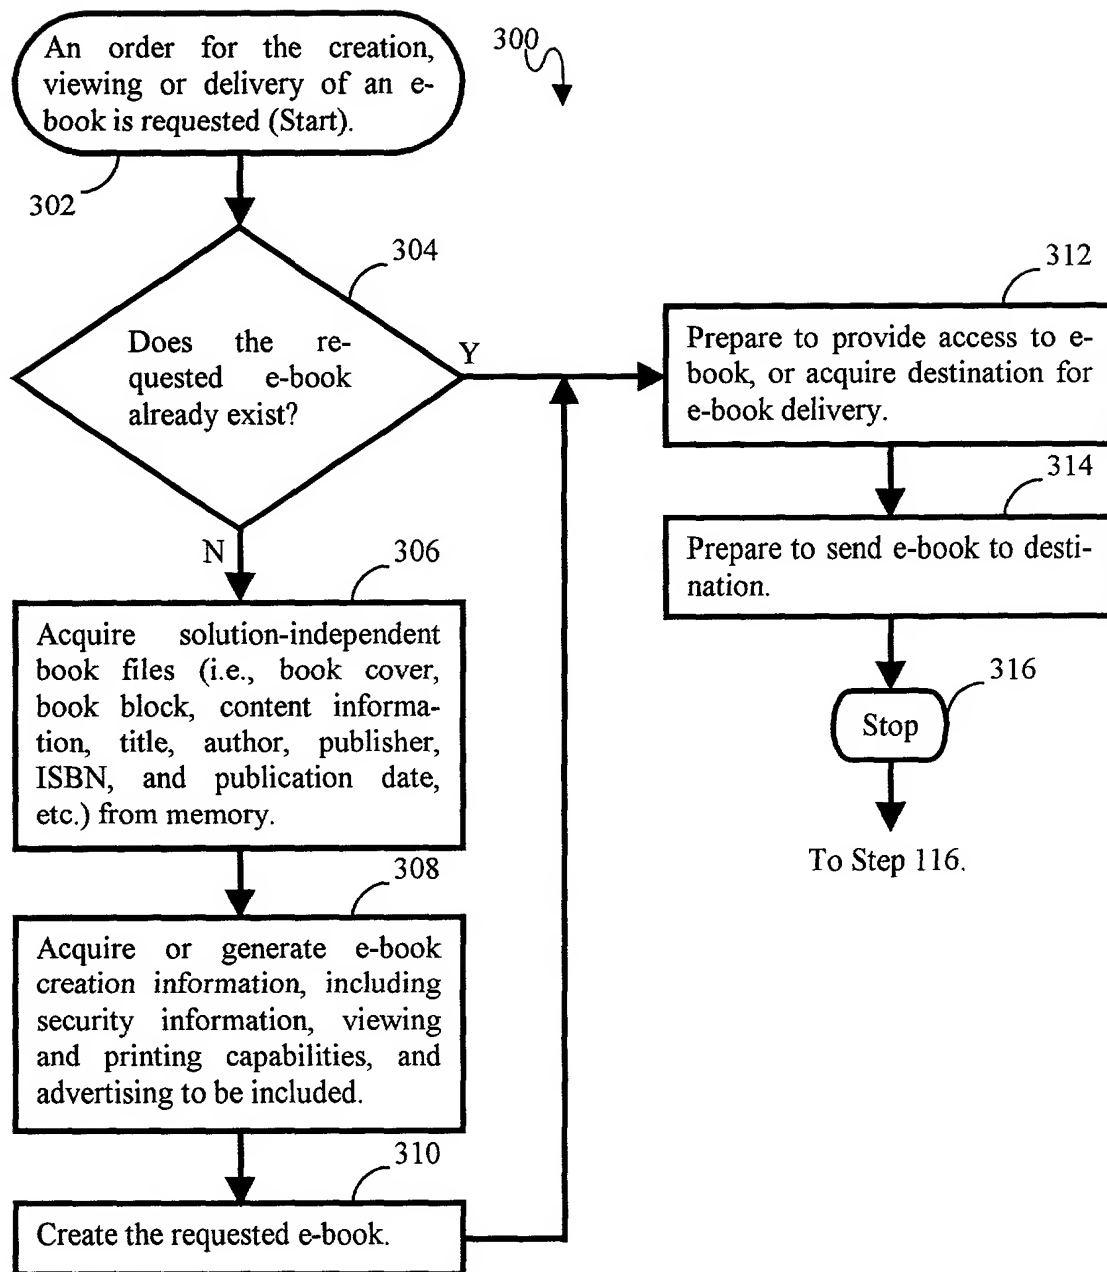 An order for the creation,
viewing or delivery of an e-
book is requested (Start).
300
302
304
Does the re-
quested e-book
already exist?
Y
N
306
Acquire solution-independent
book files (i.e., book cover,
book block, content informa-
tion, title, author, publisher,
ISBN, and publication date,
etc.) from memory.
308
Acquire or generate e-book
creation information, including
security information, viewing
and printing capabilities, and
advertising to be included.
310
Create the requested e-book.
312
Prepare to provide access to e-
book, or acquire destination for
e-book delivery.
314
Prepare to send e-book to desti-
nation.
316
Stop
To Step 116.